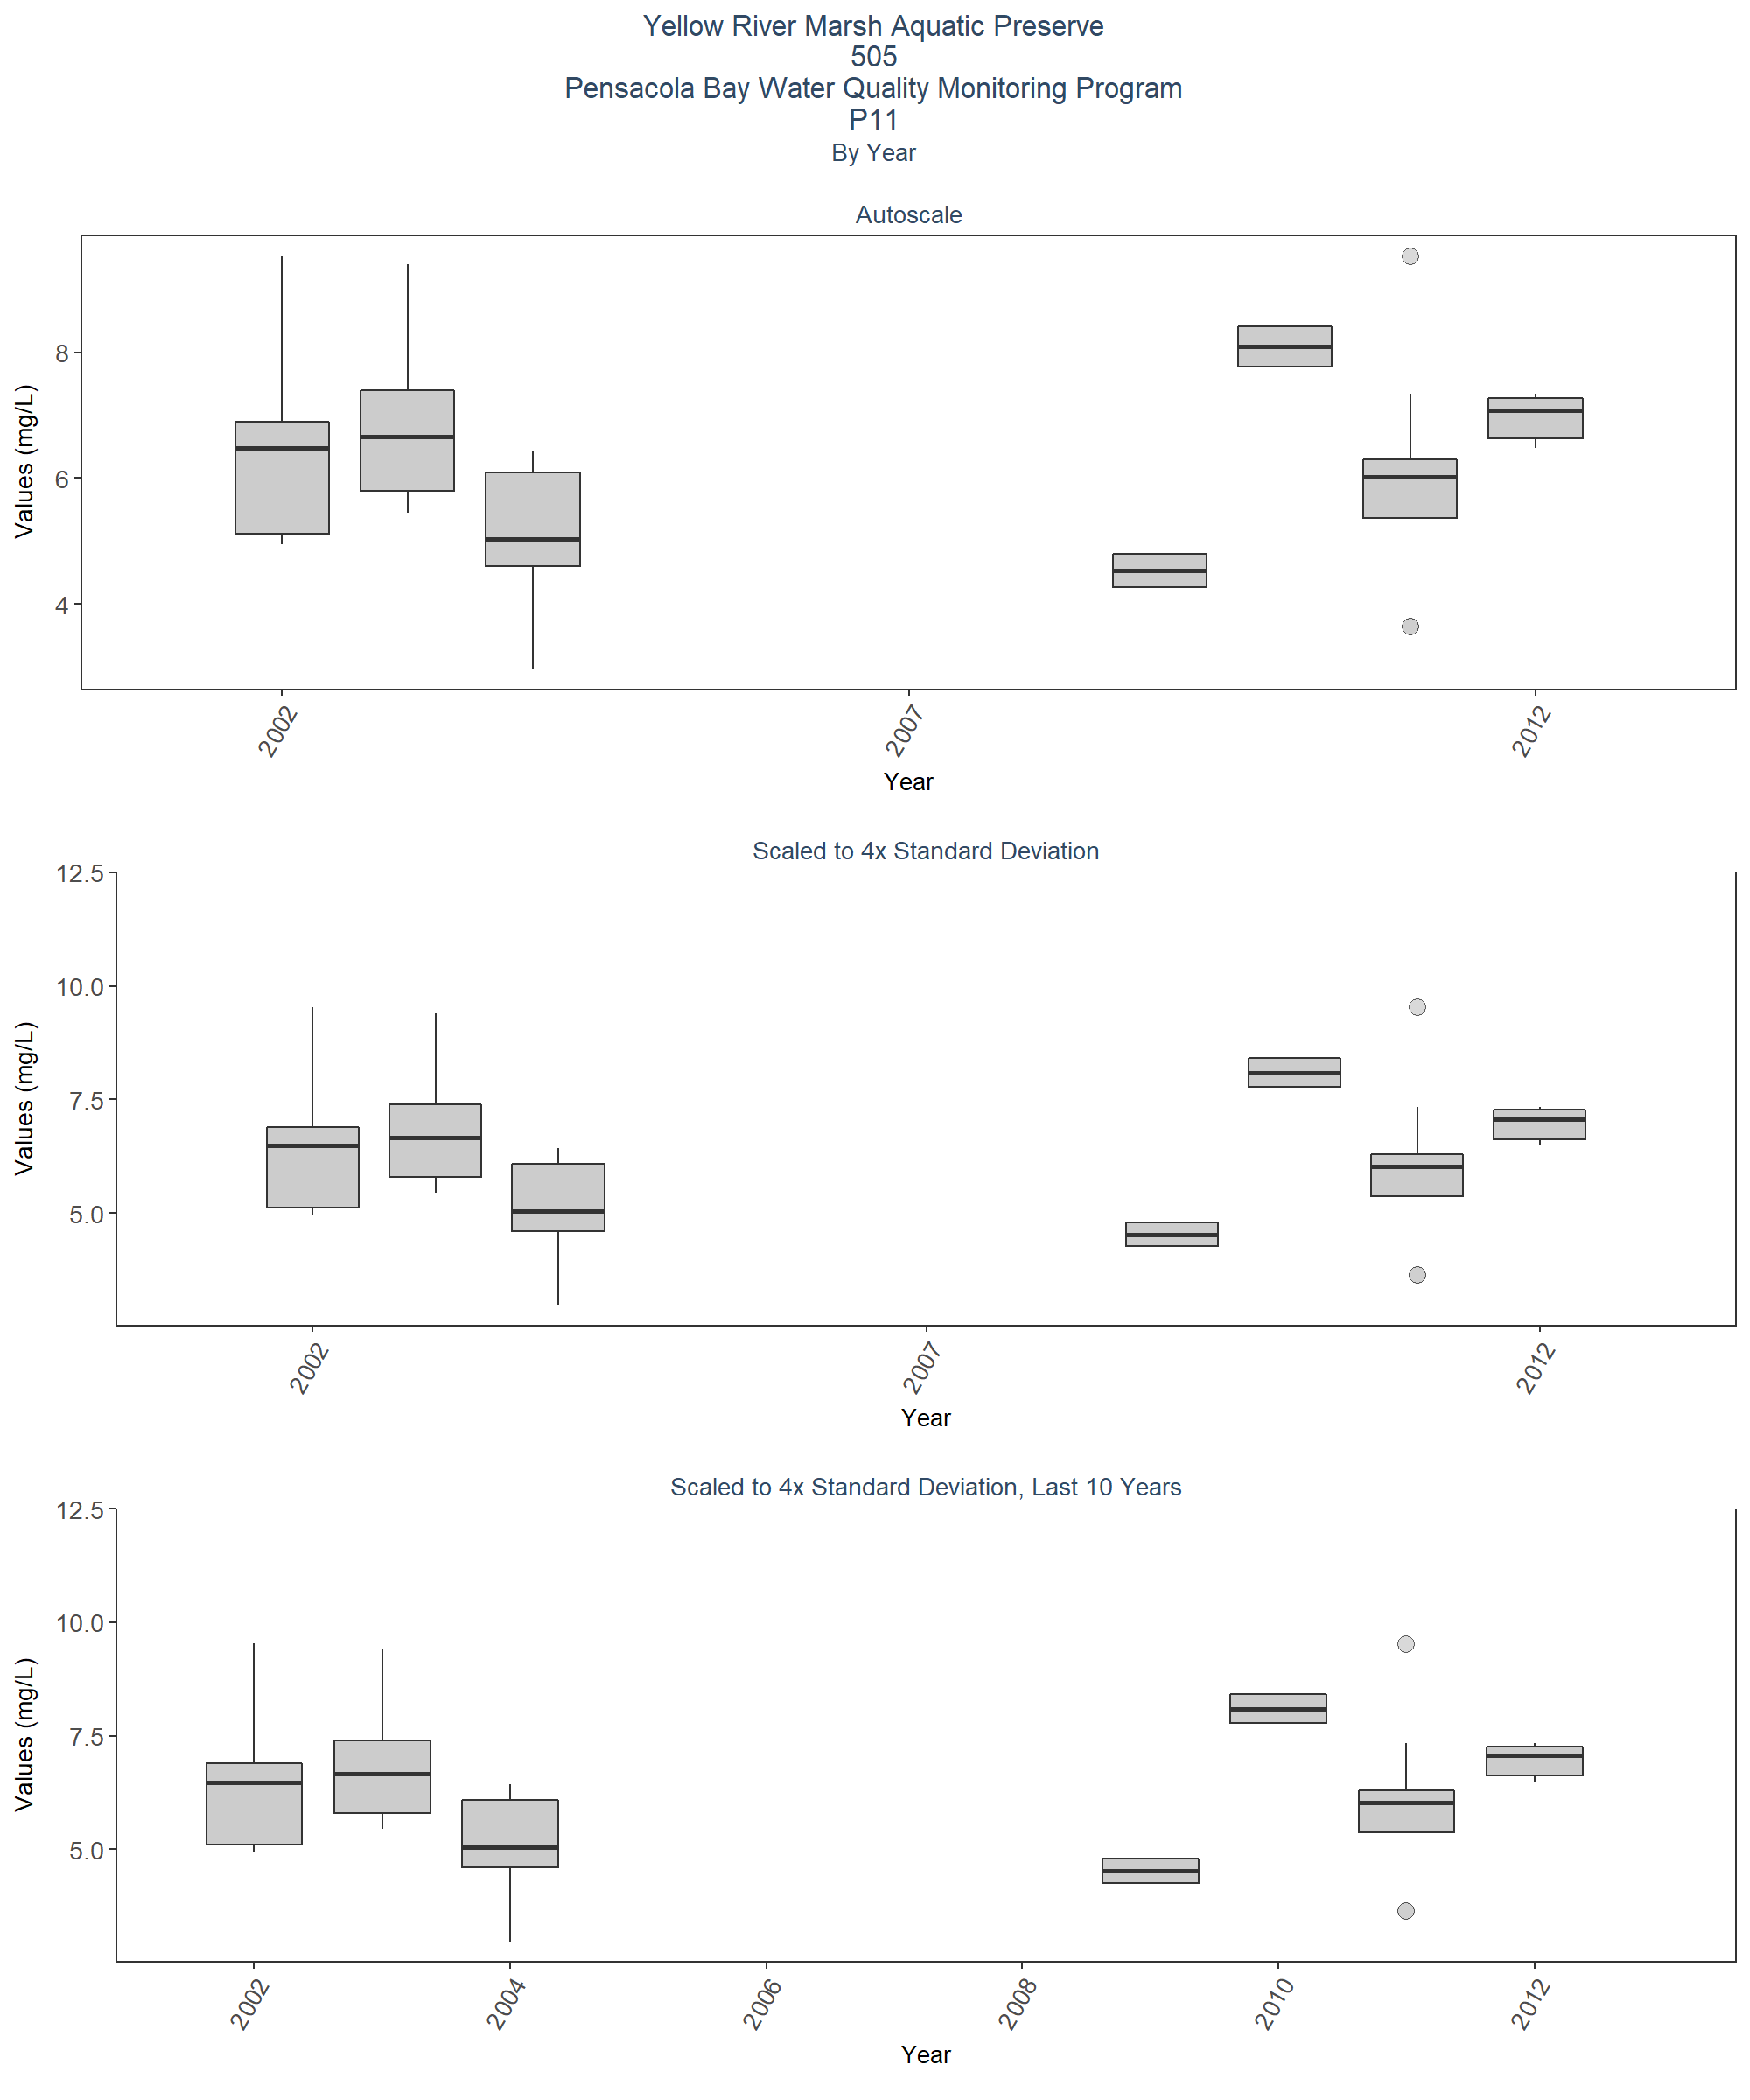 Yellow River Marsh Aquatic Preserve
505
Pensacola Bay Water Quality Monitoring Program
P11
By Year
Autoscale
Values (mg/L)
8
6
4
2002
2007
2012
Year
Scaled to 4x Standard Deviation
Values (mg/L)
12.5
10.0
7.5
5.0
2002
2007
2012
Year
Scaled to 4x Standard Deviation, Last 10 Years
Values (mg/L)
12.5
10.0
7.5
5.0
2002
2004
2006
2008
2010
2012
Year